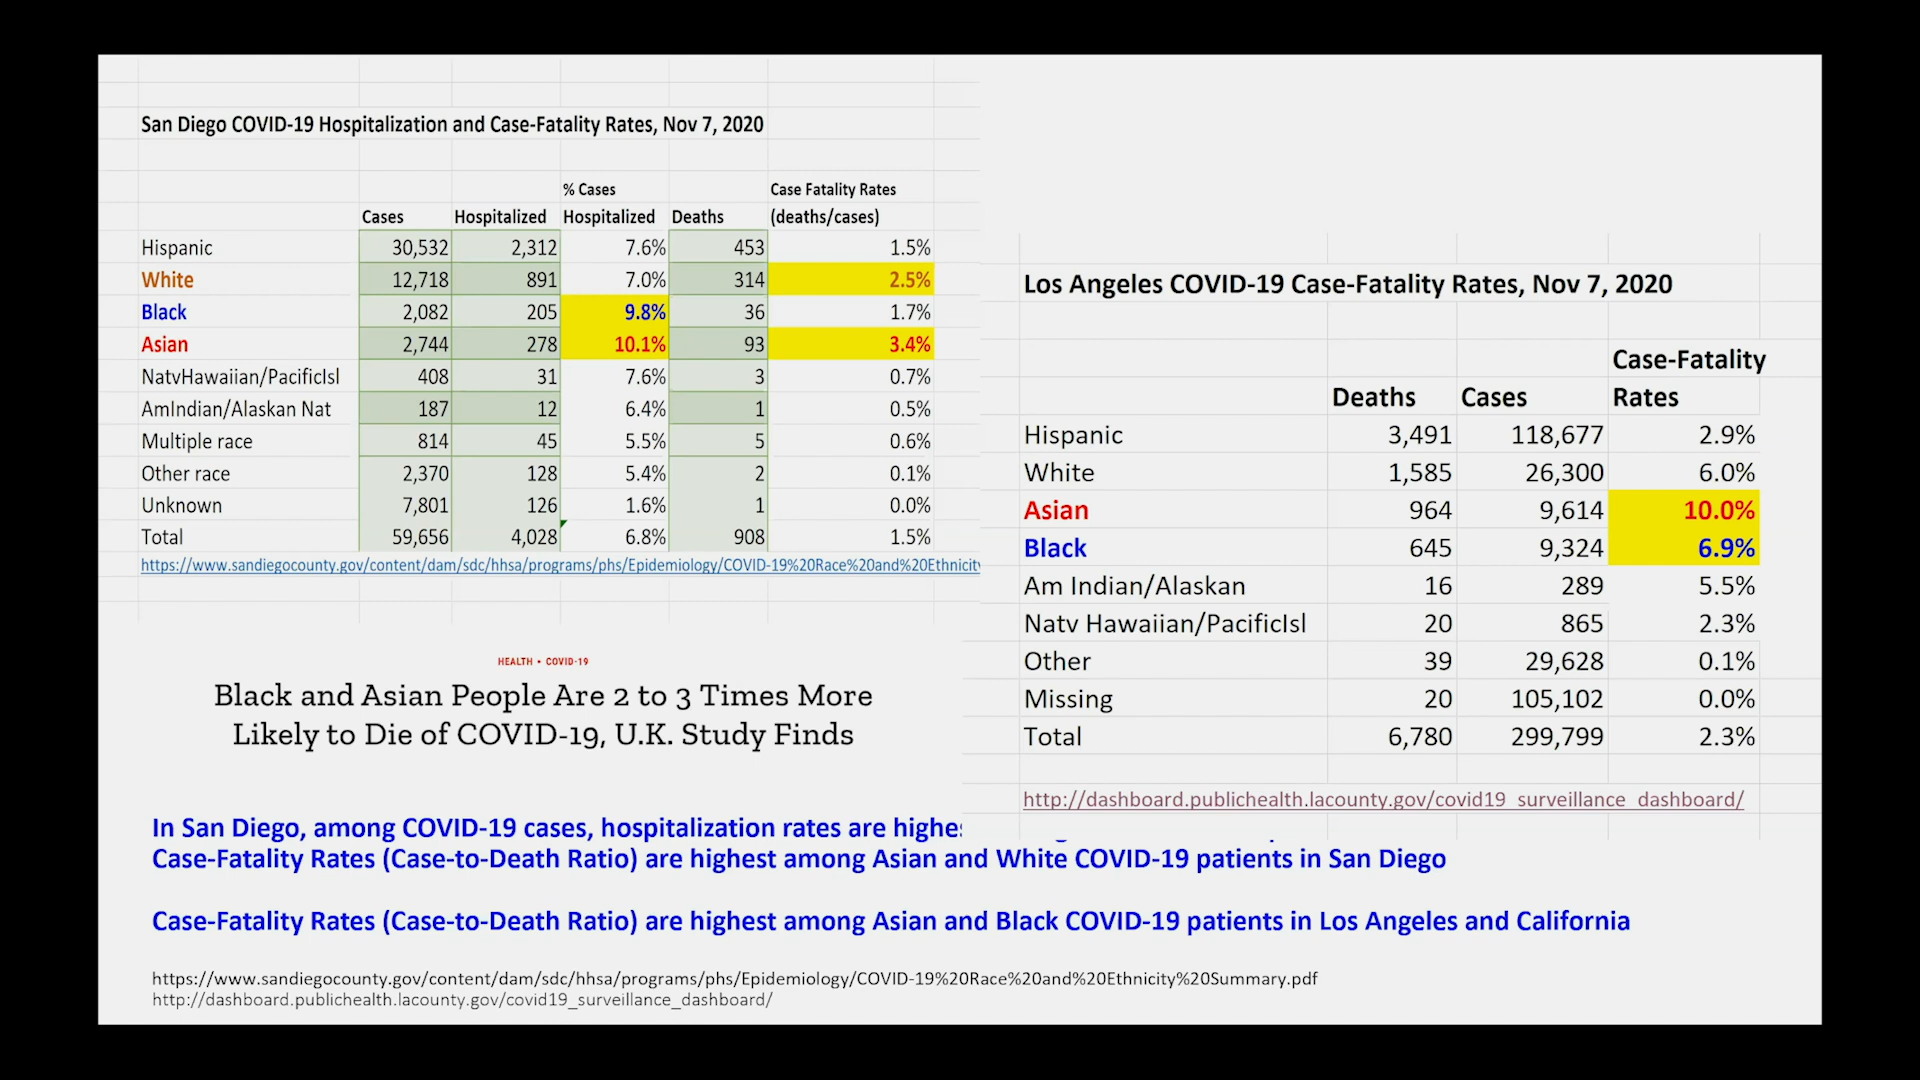 San Diego COVID-19 Hospitalization and Case-Fatality Rates, Nov 7, 2020
% Cases Case Fatality Rates
Cases Hospitalized Hospitalized Deaths (deaths/cases)
Hispanic 30,532 2,312 7.6% 453 1.5%
White 12,718 891 7.0% 314 2.5%
Black 2,082 205 9.8% 36 1.7%
Asian 2,744 278 10.1% 93 3.4%
NatvHawaiian/PacificIsl 408 31 7.6% 3 0.7%
AmIndian/Alaskan Nat 187 12 6.4% 1 0.5%
Multiple race 814 45 5.5% 5 0.6%
Other race 2,370 128 5.4% 2 0.1%
Unknown 7,801 126 1.6% 1 0.0%
Total 59,656 4,028 6.8% 908 1.5%
https://www.sandiegocounty.gov/content/dam/sdc/hhsa/programs/phs/Epidemiology/COVID-19%20Race%20and%20Ethnicity
Los Angeles COVID-19 Case-Fatality Rates, Nov 7, 2020
Case-Fatality
Deaths Cases Rates
Hispanic 3,491 118,677 2.9%
White 1,585 26,300 6.0%
Asian 964 9,614 10.0%
Black 645 9,324 6.9%
Am Indian/Alaskan 16 289 5.5%
Natv Hawaiian/PacificIsl 20 865 2.3%
Other 39 29,628 0.1%
Missing 20 105,102 0.0%
Total 6,780 299,799 2.3%
http://dashboard.publichealth.lacounty.gov/covid19_surveillance_dashboard/
HEALTH • COVID-19
Black and Asian People Are 2 to 3 Times More
Likely to Die of COVID-19, U.K. Study Finds
In San Diego, among COVID-19 cases, hospitalization rates are
Case-Fatality Rates (Case-to-Death Ratio) are highest among Asian and White COVID-19 patients in San Diego
Case-Fatality Rates (Case-to-Death Ratio) are highest among Asian and Black COVID-19 patients in Los Angeles and California
https://www.sandiegocounty.gov/content/dam/sdc/hhsa/programs/phs/Epidemiology/COVID-19%20Race%20and%20Ethnicity%20Summary.pdf
http://dashboard.publichealth.lacounty.gov/covid19_surveillance_dashboard/